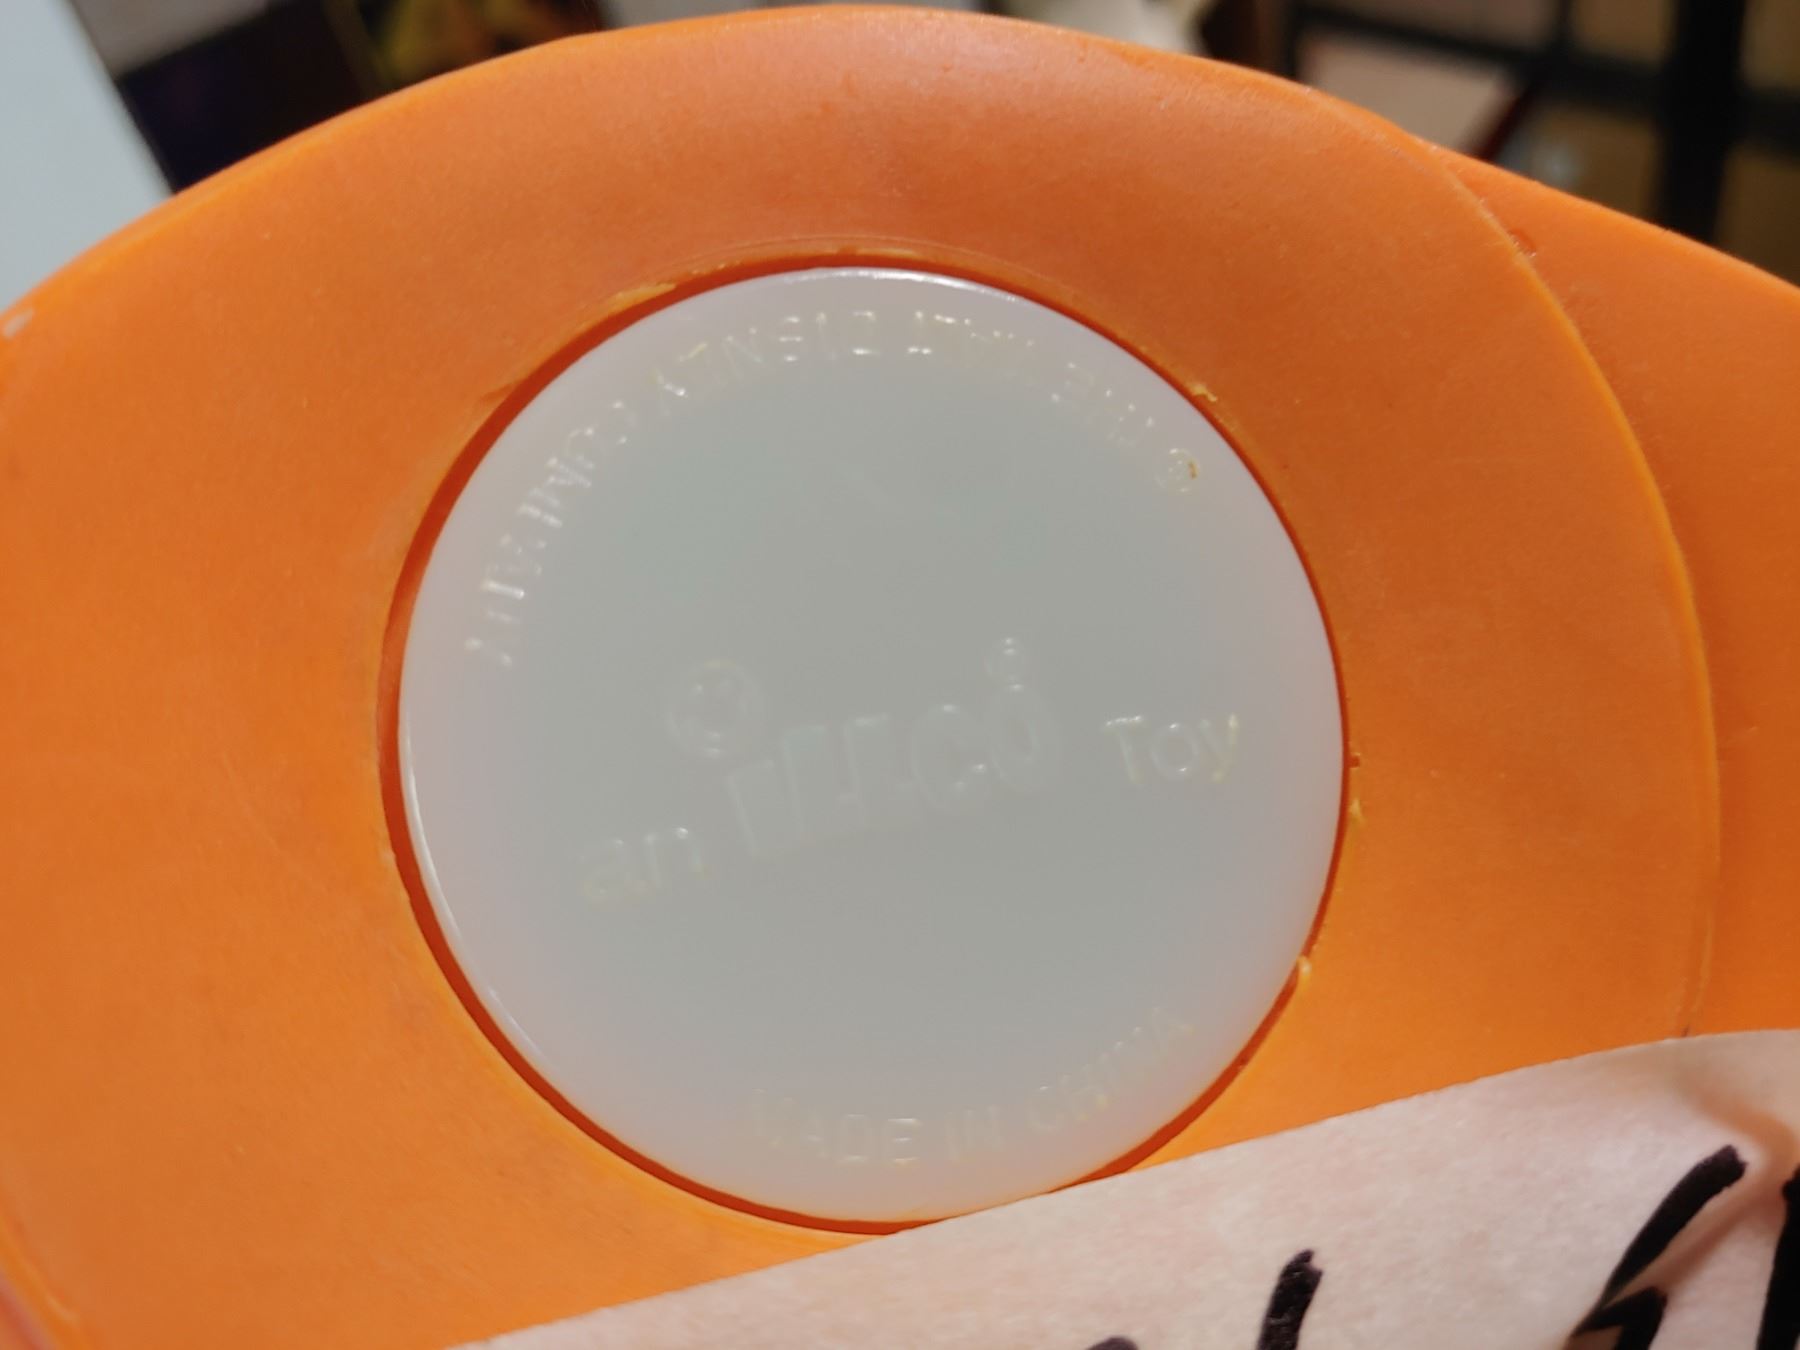 © THE WALT DISNEY COMPANY
an ILLCO Toy
MADE IN CHINA